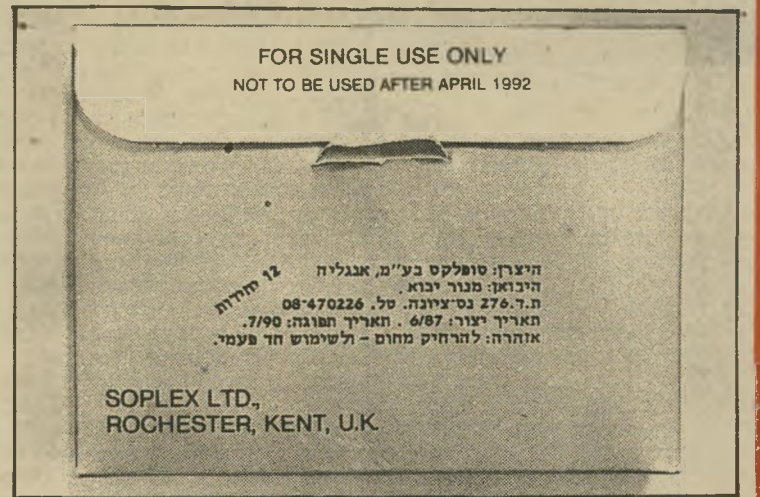 FOR SINGLE USE ONLY
NOT TO BE USED AFTER APRIL 1992
היצרן: סופלקס בע"מ, אנגליה
היבואן: מנור יבוא.
ת.ד. 276 נס־ציונה. טל. 08-470226
תאריך יצור: 6/87. תאריך תפוגה: 7/90.
אזהרה: להרחיק מחום – ולשימוש חד פעמי.
12 יחידות
SOPLEX LTD.,
ROCHESTER, KENT, U.K.